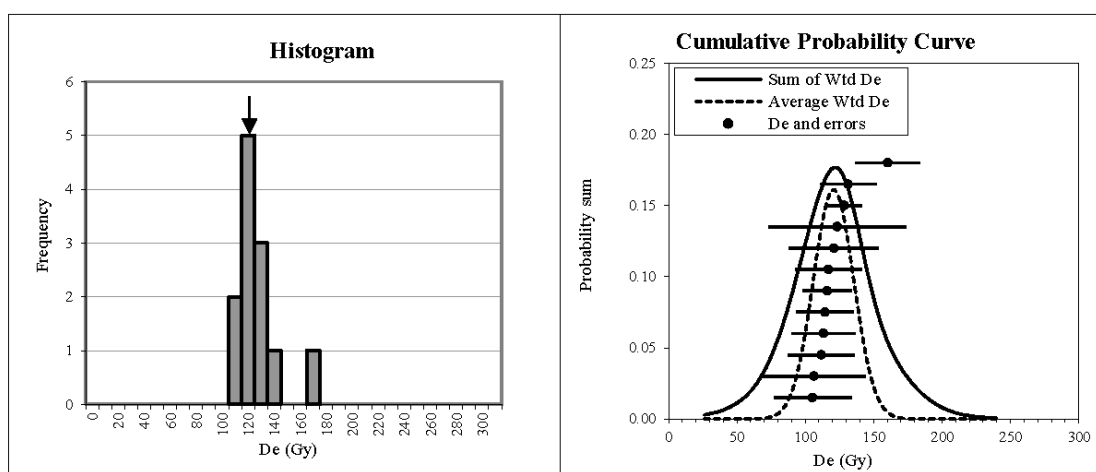 Histogram
6
5
4
3
2
1
0
Frequency
0
20
40
60
80
100
120
140
160
180
200
220
240
260
280
300
De (Gy)
Cumulative Probability Curve
0.25
0.20
0.15
0.10
0.05
0.00
Probability sum
Sum of Wtd De
Average Wtd De
De and errors
0 50 100 150 200 250 300
De (Gy)